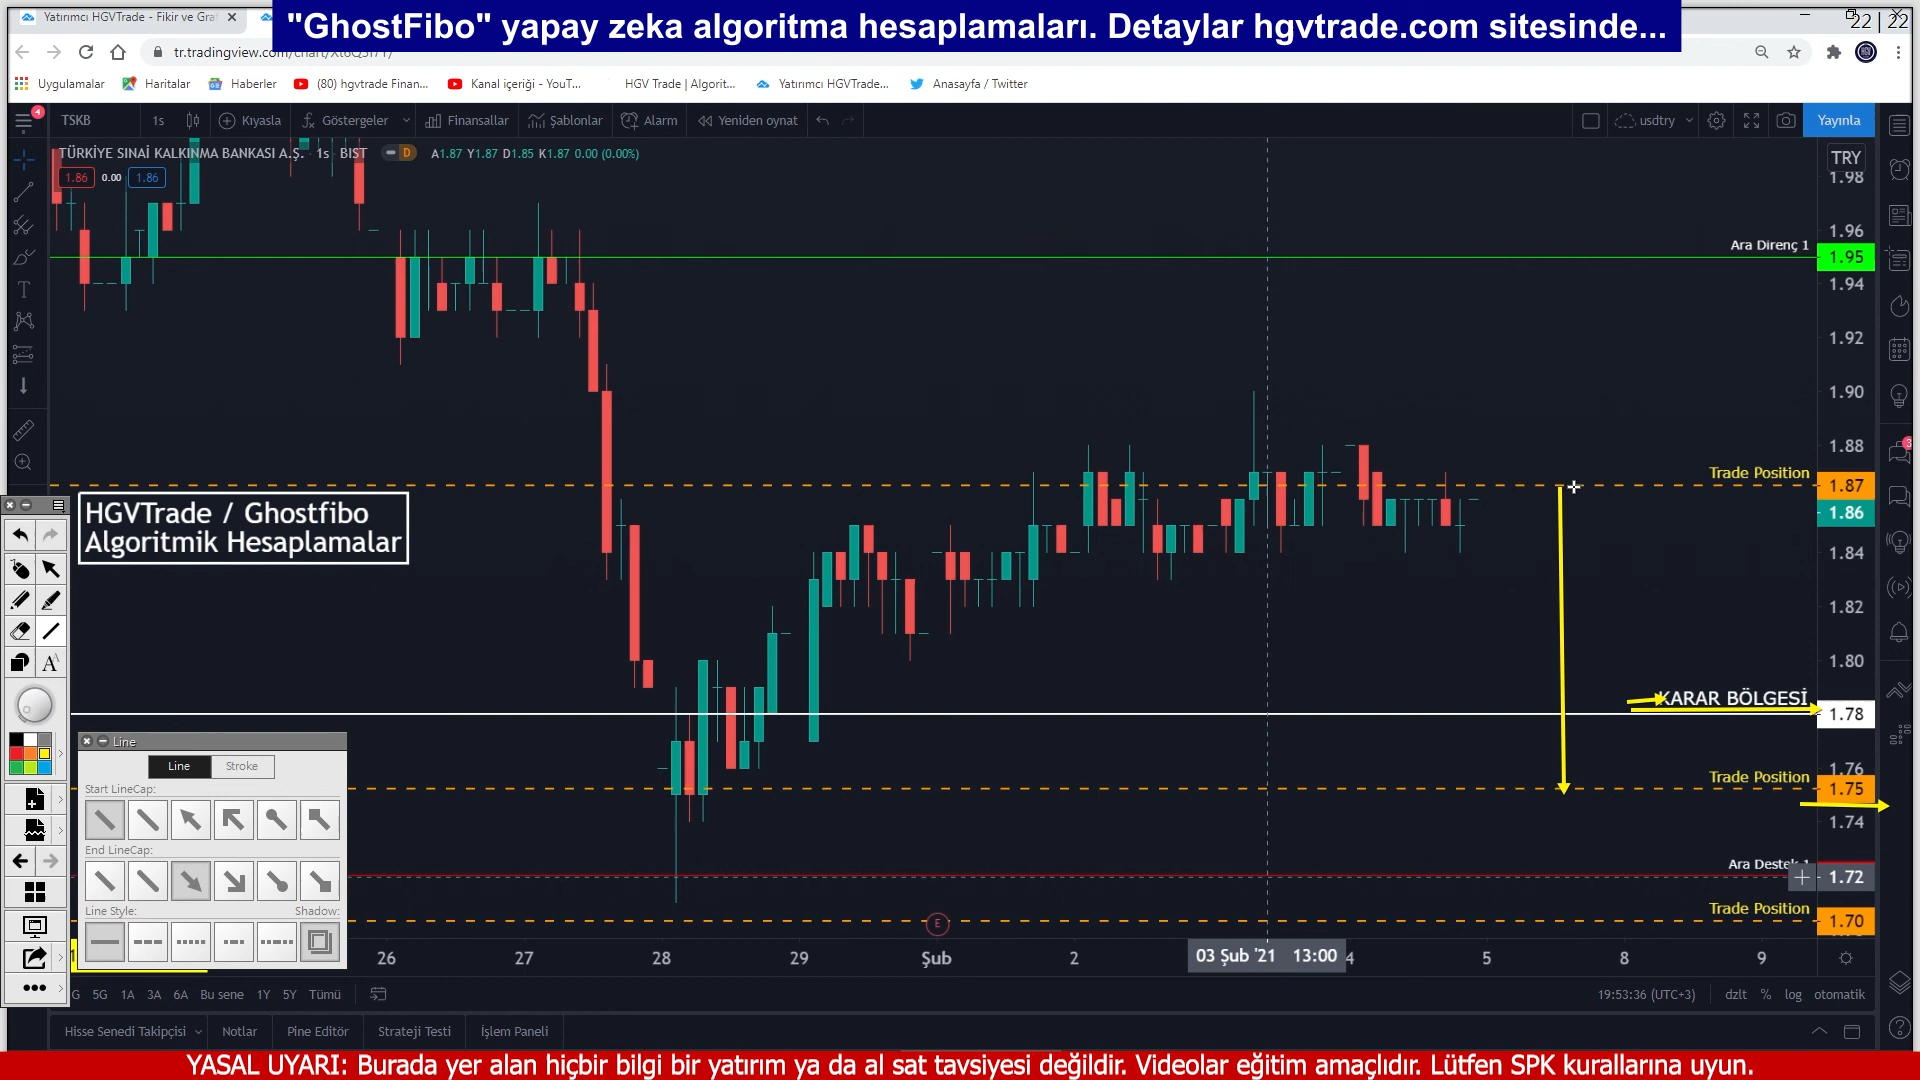 Yatırımcı HGVTrade - Fikir ve Graf
"GhostFibo" yapay zeka algoritma hesaplamaları. Detaylar hgvtrade.com sitesinde...
22 | 22
Uygulamalar
Haritalar
Haberler
(80) hgvtrade Finan...
Kanal içeriği - YouT...
HGV Trade | Algorit...
Yatırımcı HGVTrade...
Anasayfa / Twitter
4
TSKB
1s
Kıyasla
Göstergeler
Finansallar
Şablonlar
Alarm
Yeniden oynat
usdtry
Yayınla
TÜRKİYE SINAİ KALKINMA BANKASI A.Ş. · 1s · BIST
D
A1.87 Y1.87 D1.85 K1.87 0.00 (0.00%)
1.86
0.00
1.86
TRY
1.98
1.96
Ara Direnç 1
1.95
1.94
1.92
1.90
1.88
3
Trade Position
1.87
1.86
HGVTrade / Ghostfibo
Algoritmik Hesaplamalar
1.84
1.82
1.80
KARAR BÖLGESİ
1.78
1.76
Trade Position
1.75
1.74
Ara Destek 1
1.72
Trade Position
1.70
Line
Line
Stroke
Start LineCap:
End LineCap:
Line Style:
Shadow:
E
26
27
28
29
Şub
2
03 Şub '21 13:00
4
5
8
9
G
5G
1A
3A
6A
Bu sene
1Y
5Y
Tümü
19:53:36 (UTC+3)
dzlt
%
log
otomatik
Hisse Senedi Takipçisi
Notlar
Pine Editör
Strateji Testi
İşlem Paneli
YASAL UYARI: Burada yer alan hiçbir bilgi bir yatırım ya da al sat tavsiyesi değildir. Videolar eğitim amaçlıdır. Lütfen SPK kurallarına uyun.